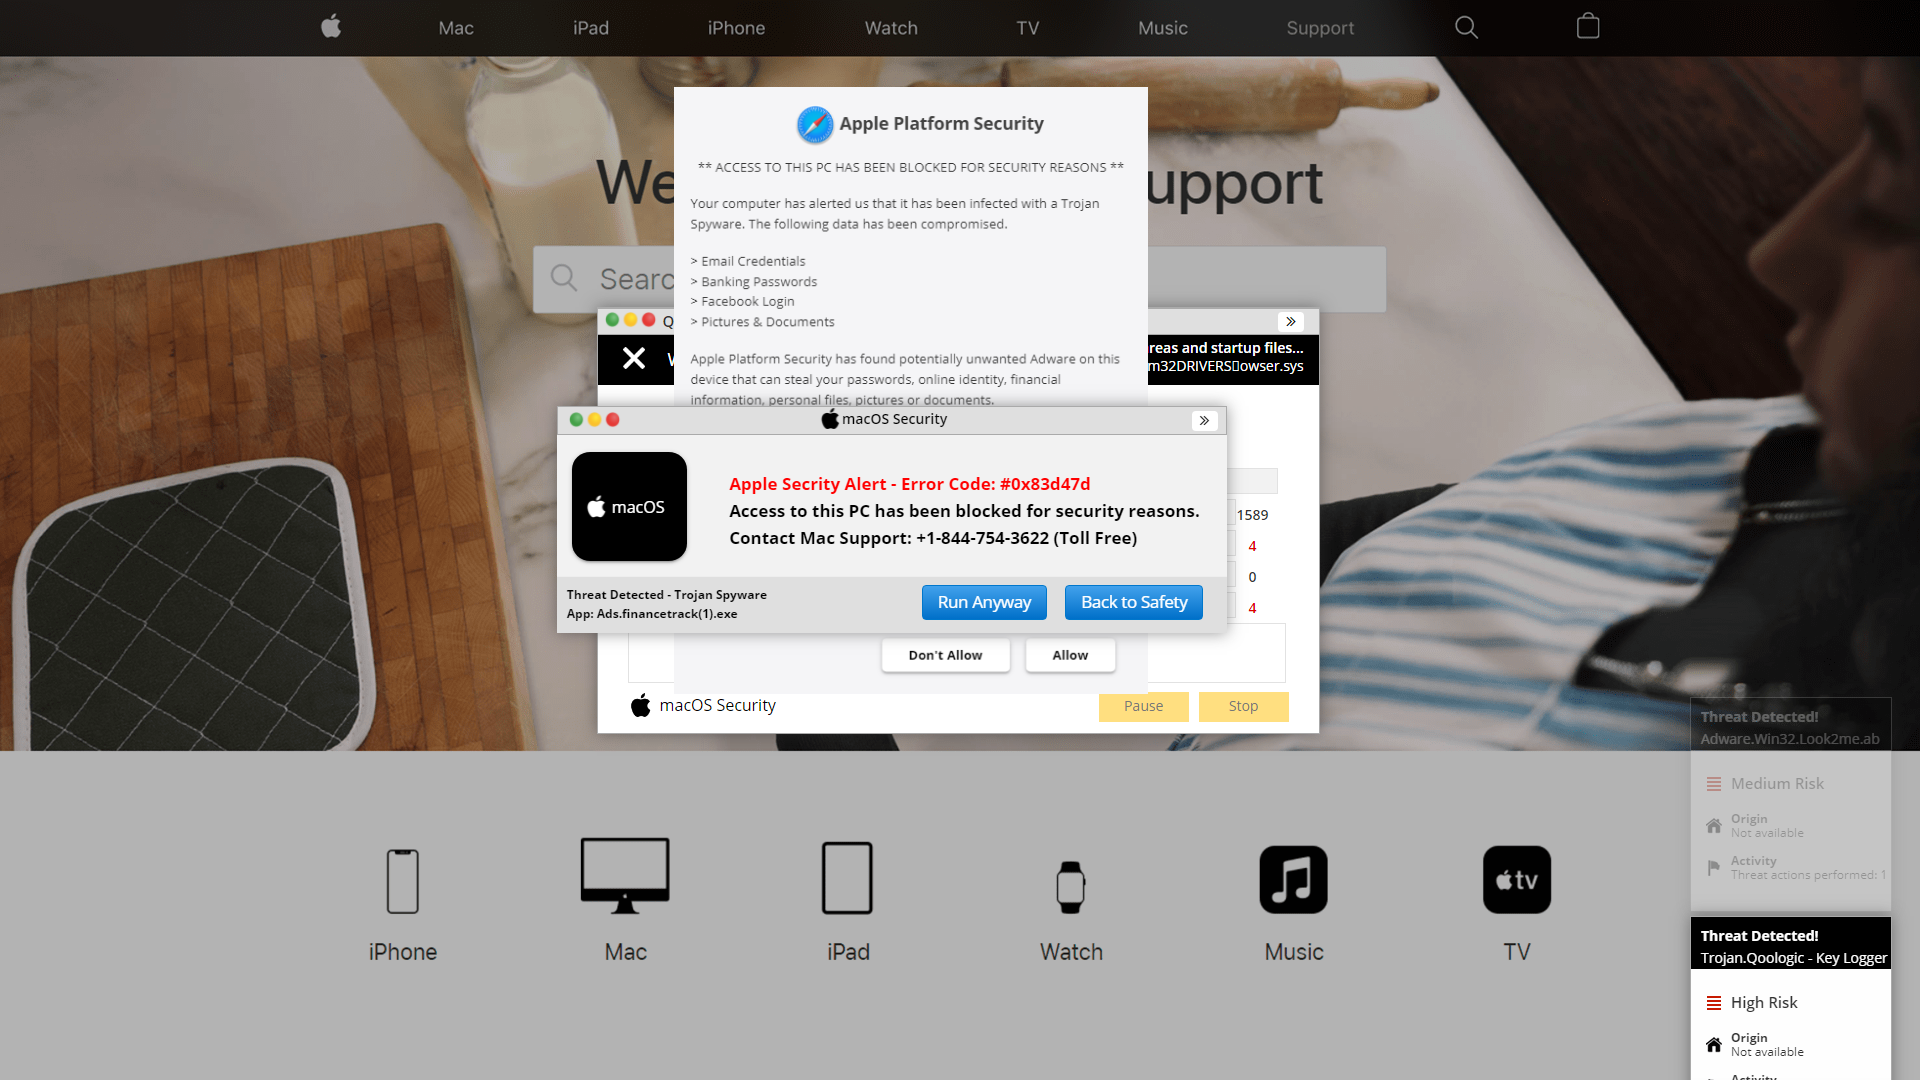 Mac
iPad
iPhone
Watch
TV
Music
Support
Apple Platform Security
** ACCESS TO THIS PC HAS BEEN BLOCKED FOR SECURITY REASONS **
We
upport
Your computer has alerted us that it has been infected with a Trojan
Spyware. The following data has been compromised.
> Email Credentials
> Banking Passwords
> Facebook Login
> Pictures & Documents
Searc
Q
»
W
reas and startup files...
m32DRIVERS▯owser.sys
Apple Platform Security has found potentially unwanted Adware on this
device that can steal your passwords, online identity, financial
information, personal files, pictures or documents.
macOS Security
»
macOS
Apple Secrity Alert - Error Code: #0x83d47d
Access to this PC has been blocked for security reasons.
Contact Mac Support: +1-844-754-3622 (Toll Free)
1589
4
0
4
Threat Detected - Trojan Spyware
App: Ads.financetrack(1).exe
Run Anyway
Back to Safety
Don't Allow
Allow
macOS Security
Pause
Stop
Threat Detected!
Adware.Win32.Look2me.ab
Medium Risk
Origin
Not available
Activity
Threat actions performed: 1
iPhone
Mac
iPad
Watch
Music
tv
TV
Threat Detected!
Trojan.Qoologic - Key Logger
High Risk
Origin
Not available
Activity